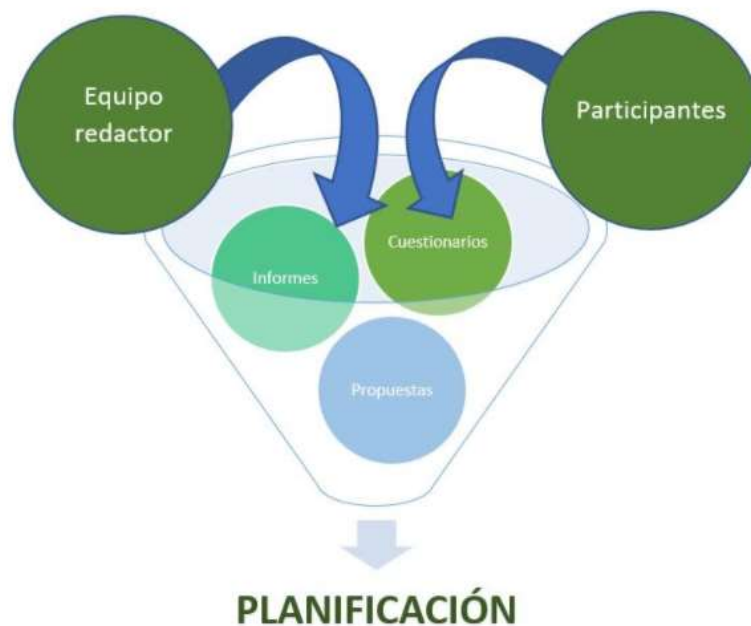 Equipo
redactor
Participantes
Cuestionarios
Informes
Propuestas
PLANIFICACIÓN